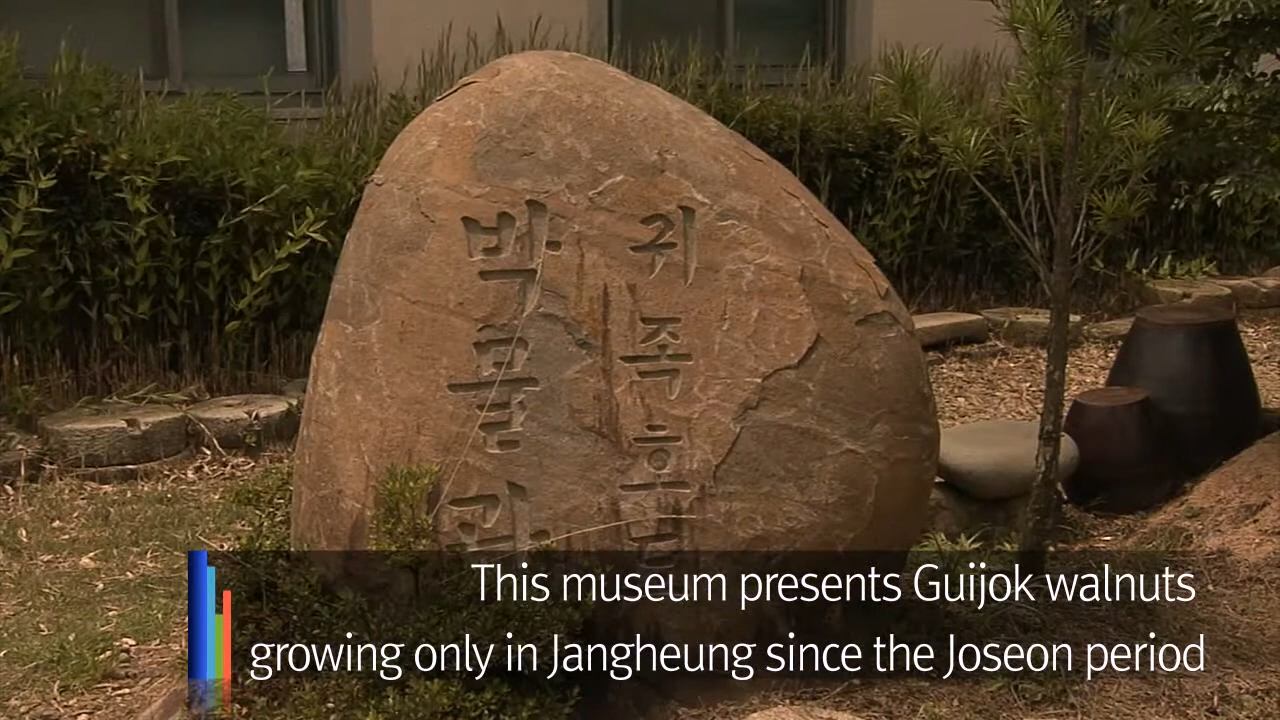 귀족호도
박물관
This museum presents Guijok walnuts
growing only in Jangheung since the Joseon period